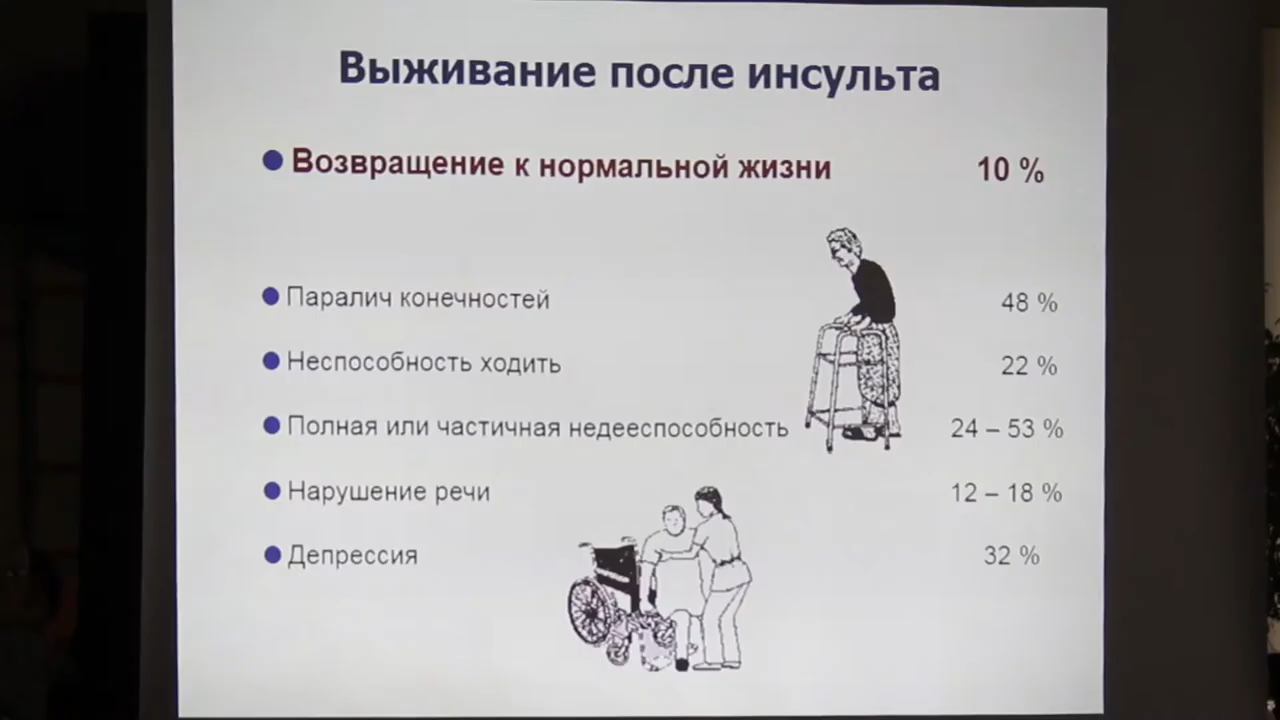 Выживание после инсульта
Возвращение к нормальной жизни 10 %
Паралич конечностей 48 %
Неспособность ходить 22 %
Полная или частичная недееспособность 24 – 53 %
Нарушение речи 12 – 18 %
Депрессия 32 %